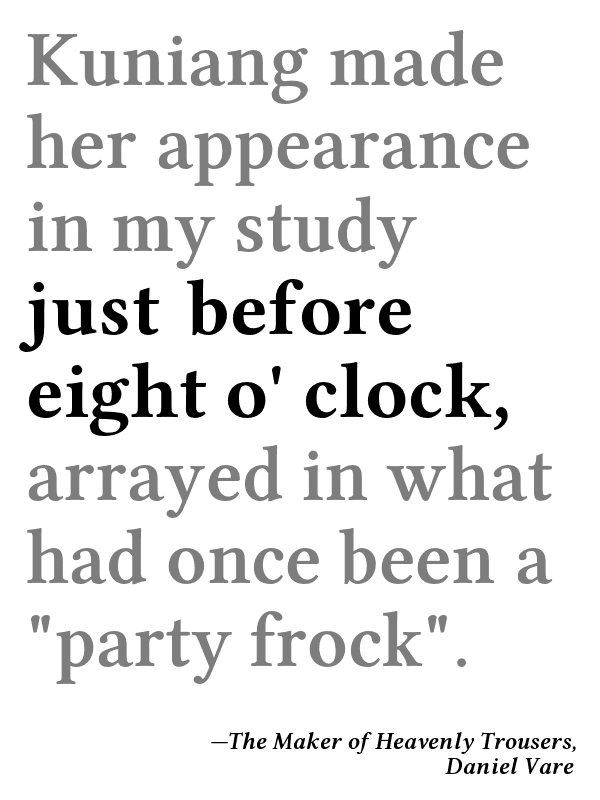 Kuniang made
her appearance
in my study
just before
eight o' clock,
arrayed in what
had once been a
"party frock".
—The Maker of Heavenly Trousers,
Daniel Vare